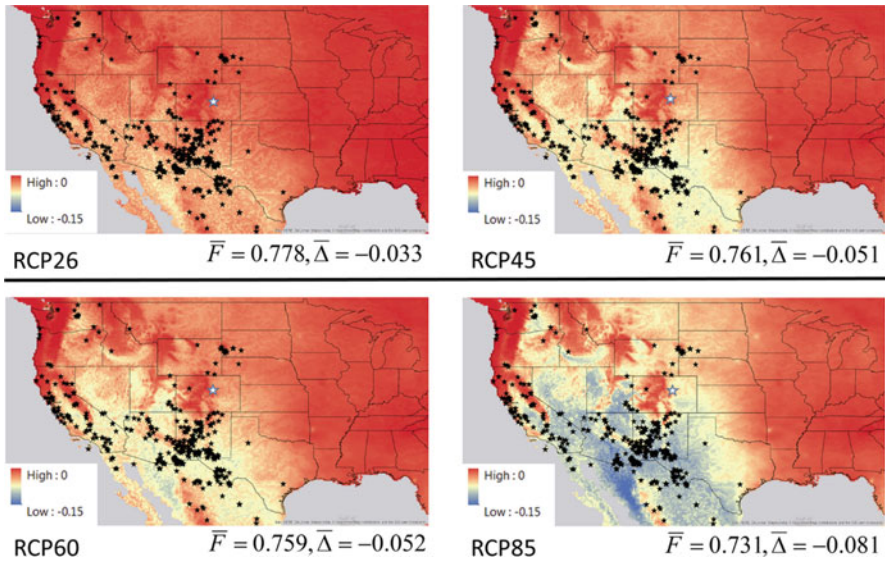 High : 0
Low : -0.15
RCP26
F̅ = 0.778, Δ̅ = −0.033
High : 0
Low : -0.15
RCP45
F̅ = 0.761, Δ̅ = −0.051
High : 0
Low : -0.15
RCP60
F̅ = 0.759, Δ̅ = −0.052
High : 0
Low : -0.15
RCP85
F̅ = 0.731, Δ̅ = −0.081